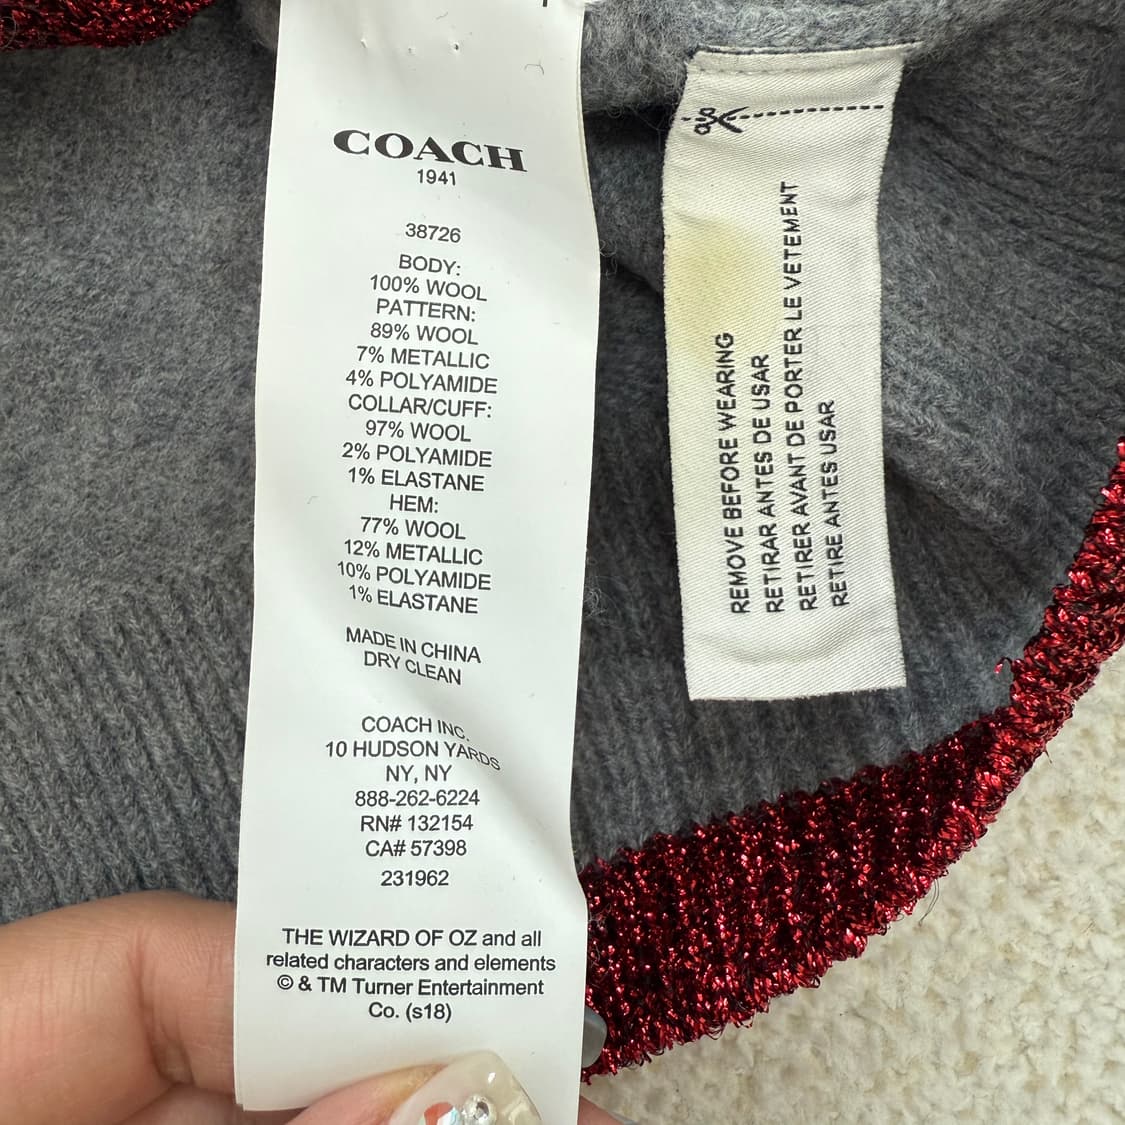 COACH
1941
38726
BODY:
100% WOOL
PATTERN:
89% WOOL
7% METALLIC
4% POLYAMIDE
COLLAR/CUFF:
97% WOOL
2% POLYAMIDE
1% ELASTANE
HEM:
77% WOOL
12% METALLIC
10% POLYAMIDE
1% ELASTANE
MADE IN CHINA
DRY CLEAN
COACH INC.
10 HUDSON YARDS
NY, NY
888-262-6224
RN# 132154
CA# 57398
231962
THE WIZARD OF OZ and all
related characters and elements
© & TM Turner Entertainment
Co. (s18)
REMOVE BEFORE WEARING
RETIRAR ANTES DE USAR
RETIRER AVANT DE PORTER LE VETEMENT
RETIRE ANTES USAR